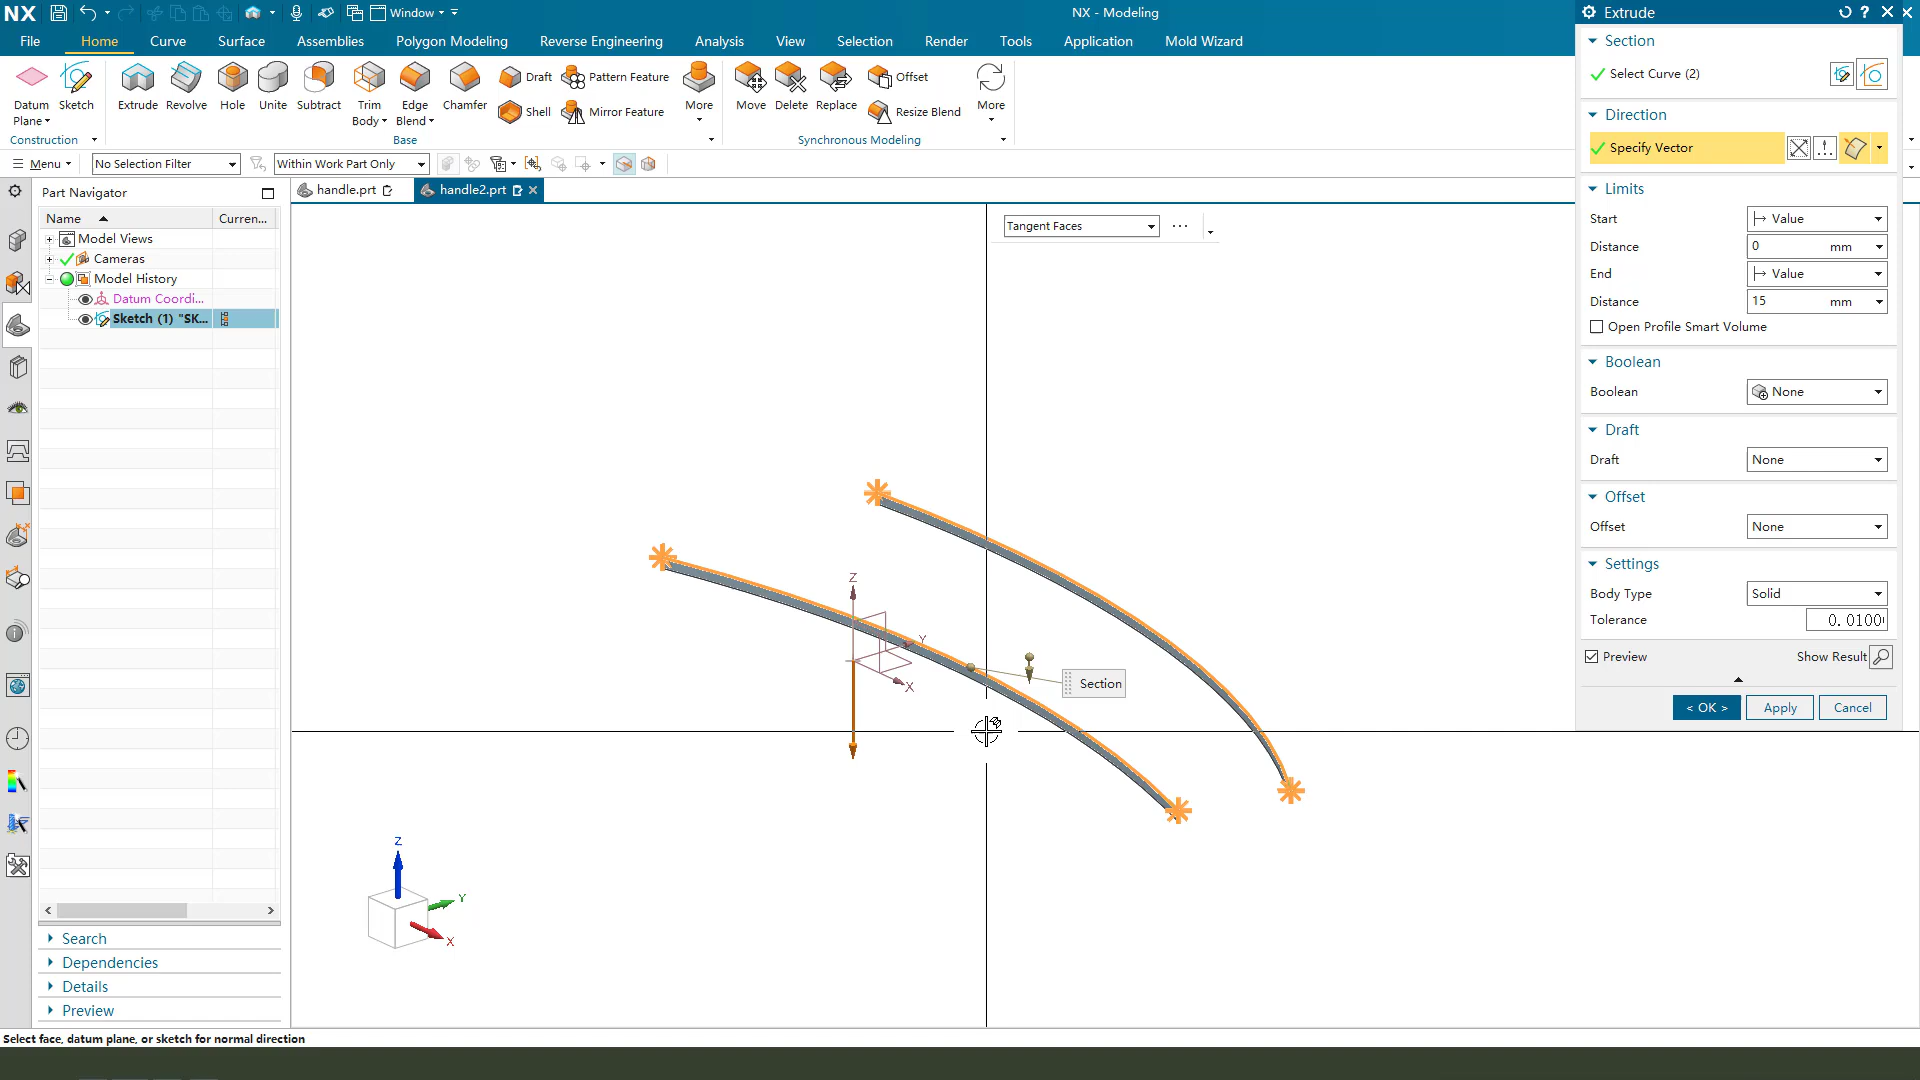 NX
Window
NX - Modeling
Extrude
File
Home
Curve
Surface
Assemblies
Polygon Modeling
Reverse Engineering
Analysis
View
Selection
Render
Tools
Application
Mold Wizard
Datum
Plane
Sketch
Extrude
Revolve
Hole
Unite
Subtract
Trim
Body
Edge
Blend
Chamfer
Draft
Shell
Pattern Feature
Mirror Feature
More
Move
Delete
Replace
Offset
Resize Blend
More
Construction
Base
Synchronous Modeling
Menu
No Selection Filter
Within Work Part Only
Part Navigator
Name
Curren...
Model Views
Cameras
Model History
Datum Coordi...
Sketch (1) "SK...
Search
Dependencies
Details
Preview
handle.prt
handle2.prt
Tangent Faces
Z
Y
X
Section
Z
Y
X
Section
Select Curve (2)
Direction
Specify Vector
Limits
Start
Value
Distance
0 mm
End
Value
Distance
15 mm
Open Profile Smart Volume
Boolean
Boolean
None
Draft
Draft
None
Offset
Offset
None
Settings
Body Type
Solid
Tolerance
0.0100
Preview
Show Result
< OK >
Apply
Cancel
Select face, datum plane, or sketch for normal direction